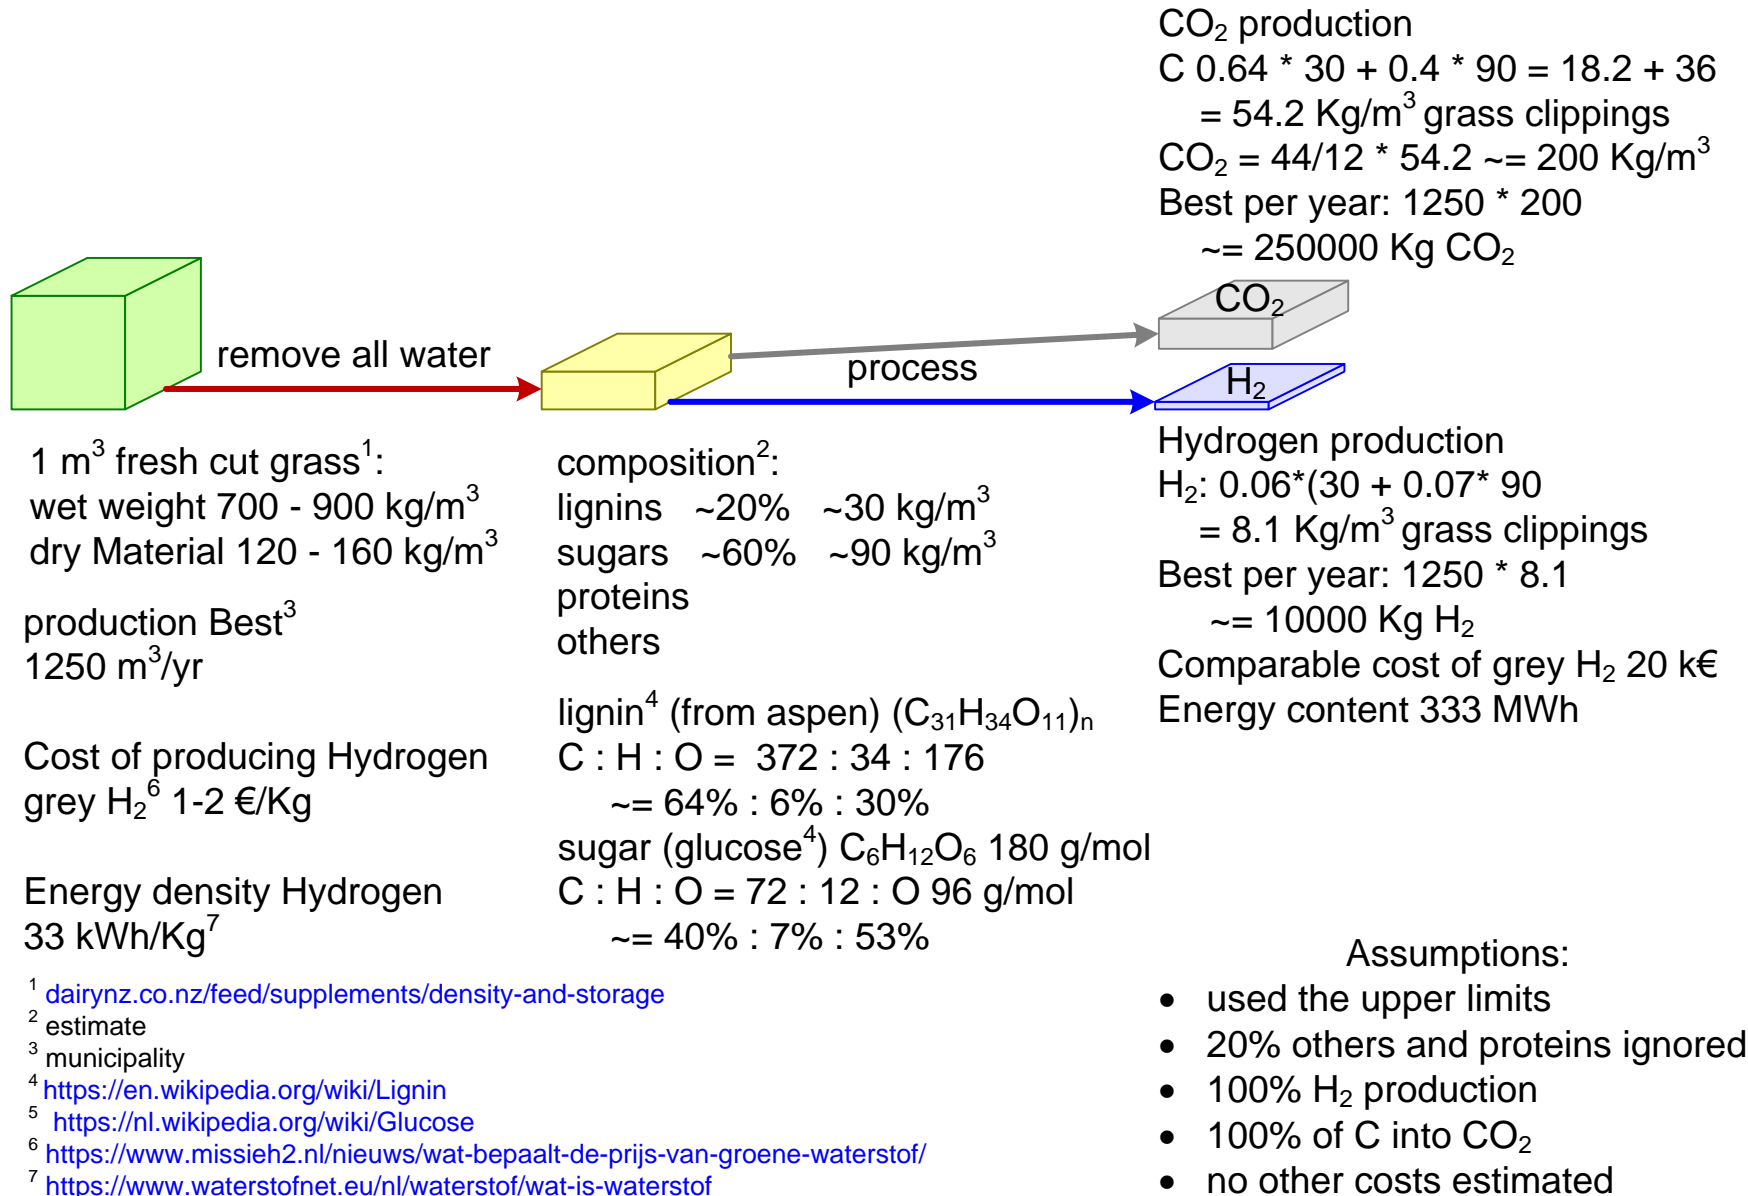 CO₂ production
C 0.64 * 30 + 0.4 * 90 = 18.2 + 36
= 54.2 Kg/m³ grass clippings
CO₂ = 44/12 * 54.2 ~= 200 Kg/m³
Best per year: 1250 * 200
~= 250000 Kg CO₂
remove all water
process
CO₂
H₂
1 m³ fresh cut grass¹:
wet weight 700 - 900 kg/m³
dry Material 120 - 160 kg/m³
production Best³
1250 m³/yr
Cost of producing Hydrogen
grey H₂⁶ 1-2 €/Kg
Energy density Hydrogen
33 kWh/Kg⁷
composition²:
lignins ~20% ~30 kg/m³
sugars ~60% ~90 kg/m³
proteins
others
lignin⁴ (from aspen) (C₃₁H₃₄O₁₁)ₙ
C : H : O = 372 : 34 : 176
~= 64% : 6% : 30%
sugar (glucose⁴) C₆H₁₂O₆ 180 g/mol
C : H : O = 72 : 12 : O 96 g/mol
~= 40% : 7% : 53%
Hydrogen production
H₂: 0.06*(30 + 0.07* 90
= 8.1 Kg/m³ grass clippings
Best per year: 1250 * 8.1
~= 10000 Kg H₂
Comparable cost of grey H₂ 20 k€
Energy content 333 MWh
¹ dairynz.co.nz/feed/supplements/density-and-storage
² estimate
³ municipality
⁴ https://en.wikipedia.org/wiki/Lignin
⁵ https://nl.wikipedia.org/wiki/Glucose
⁶ https://www.missieh2.nl/nieuws/wat-bepaalt-de-prijs-van-groene-waterstof/
⁷ https://www.waterstofnet.eu/nl/waterstof/wat-is-waterstof
Assumptions:
• used the upper limits
• 20% others and proteins ignored
• 100% H₂ production
• 100% of C into CO₂
• no other costs estimated